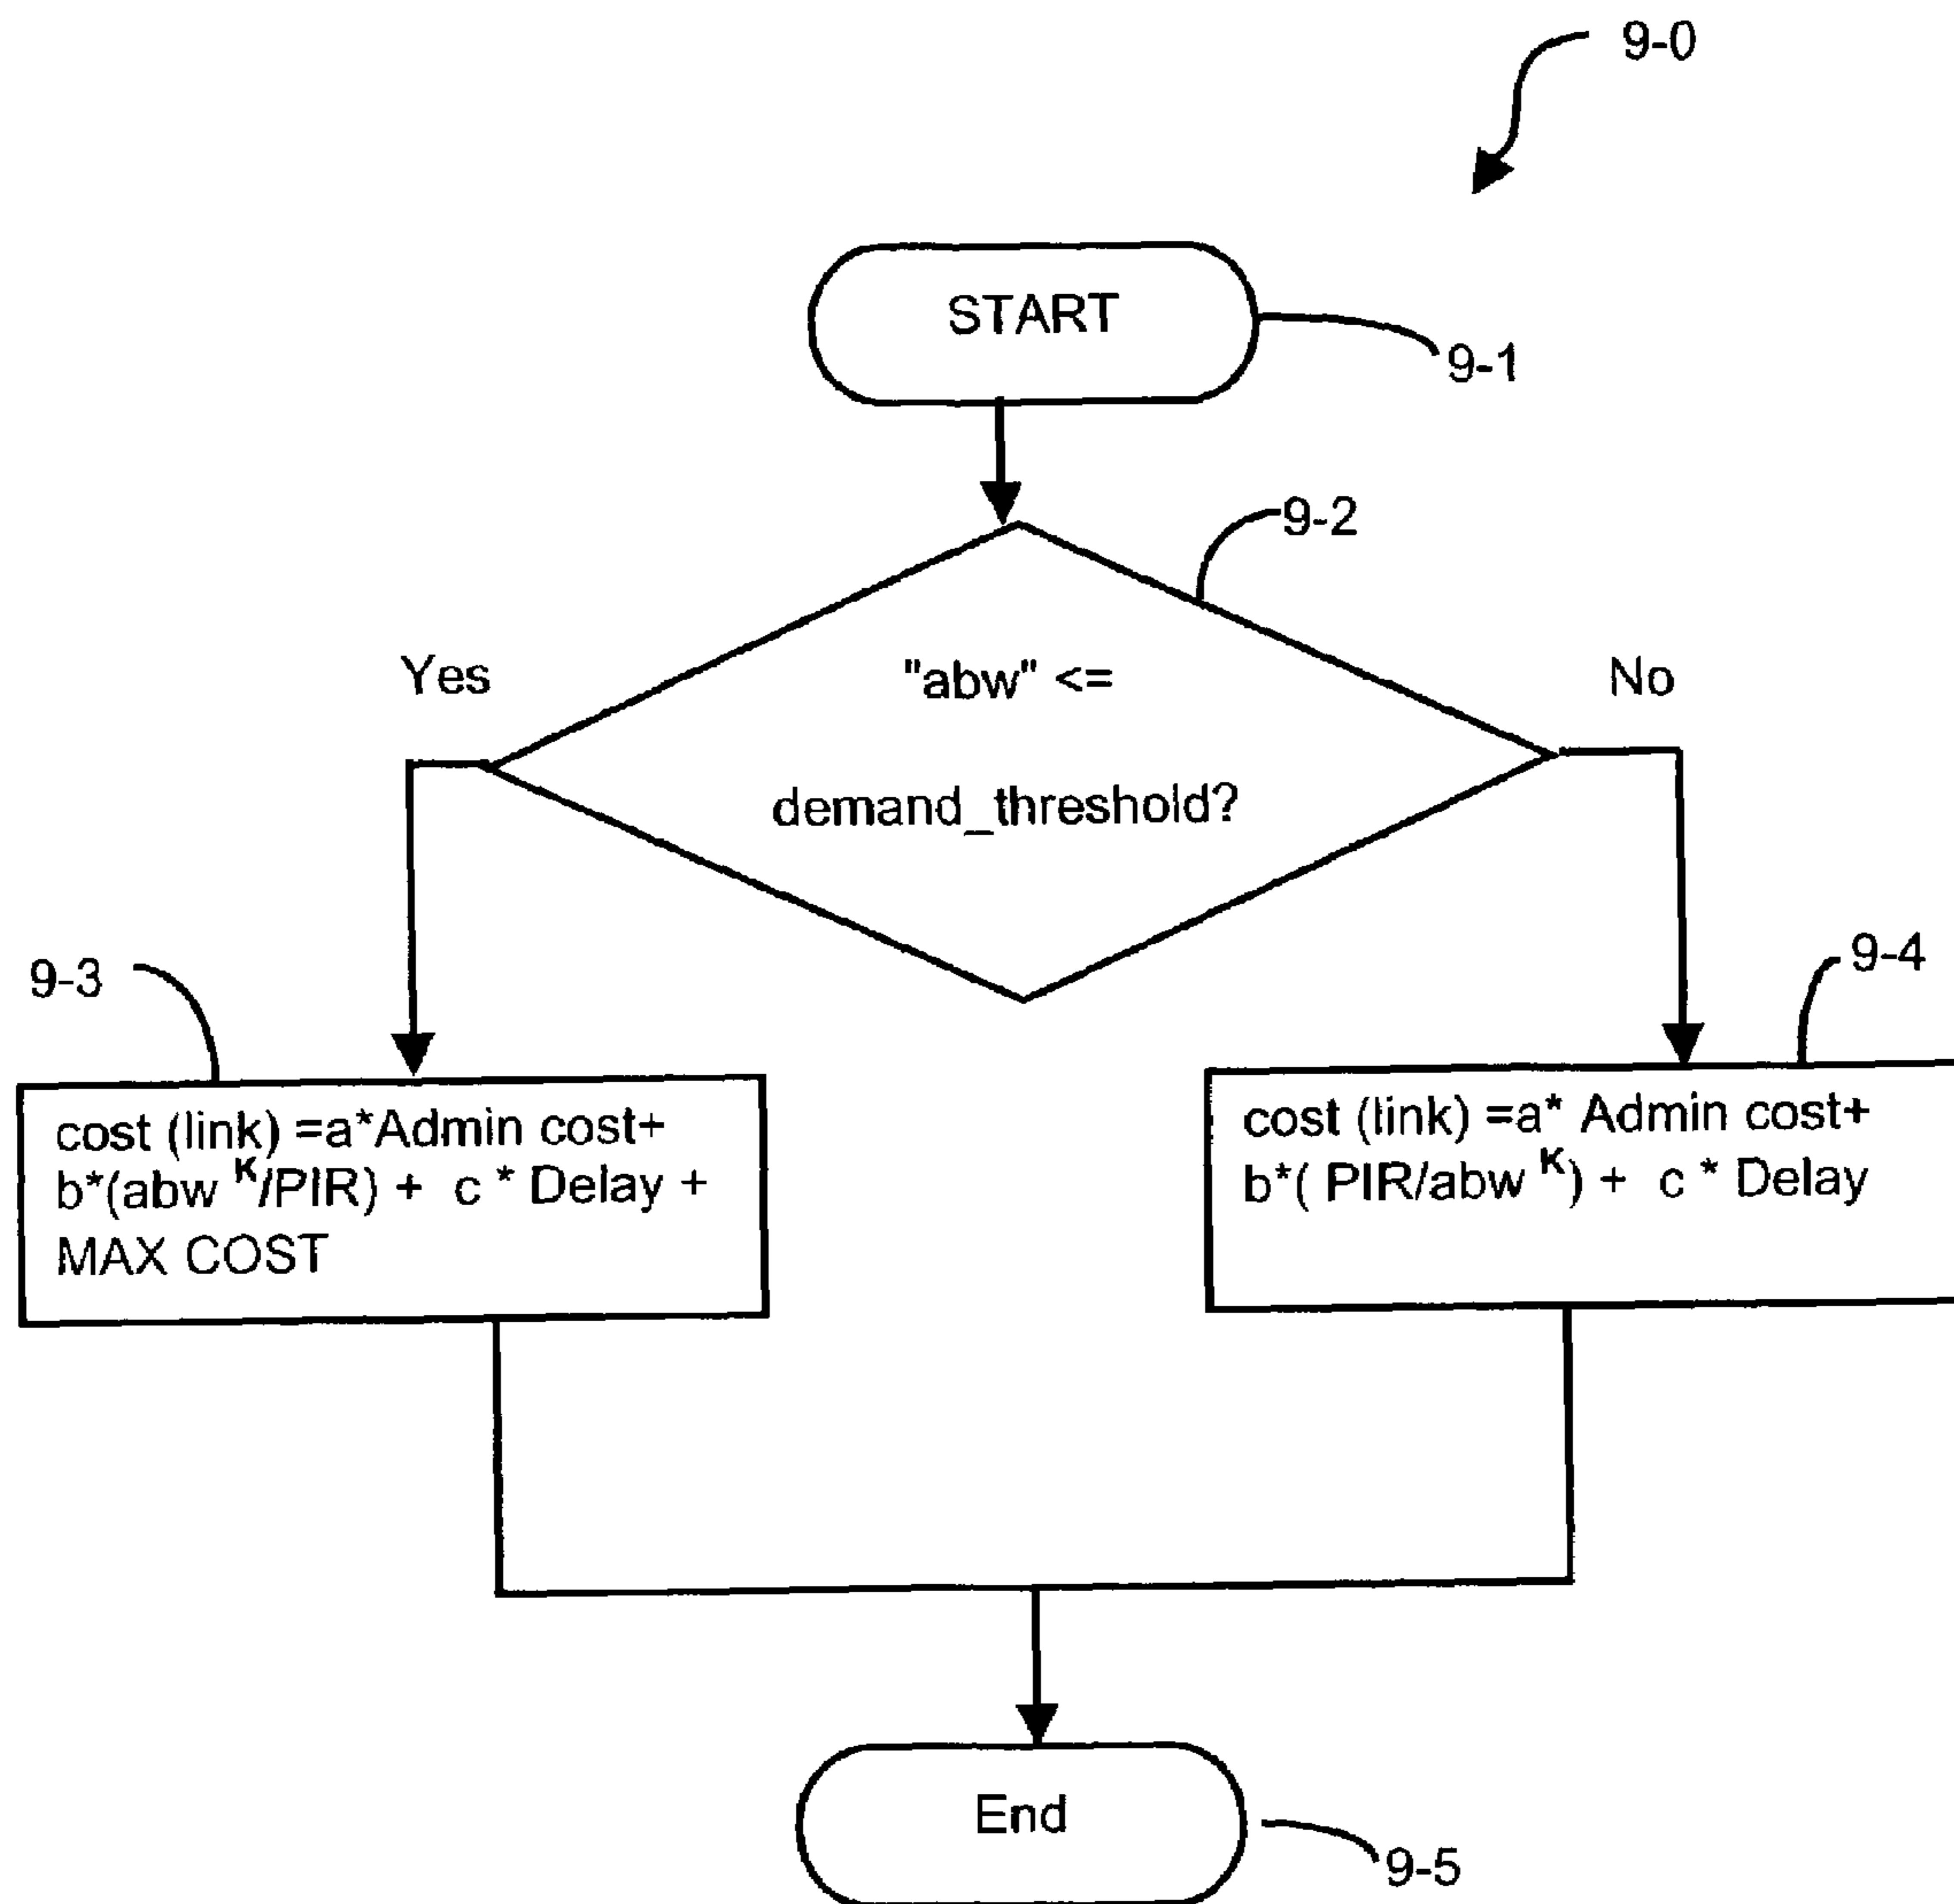 9-0
START
9-1
9-2
Yes
"abw" <=
No
demand_threshold?
9-3
9-4
cost (link) =a*Admin cost+
b*(abw ᴷ/PIR) + c * Delay +
MAX COST
cost (link) =a* Admin cost+
b*( PIR/abw ᴷ) + c * Delay
End
9-5